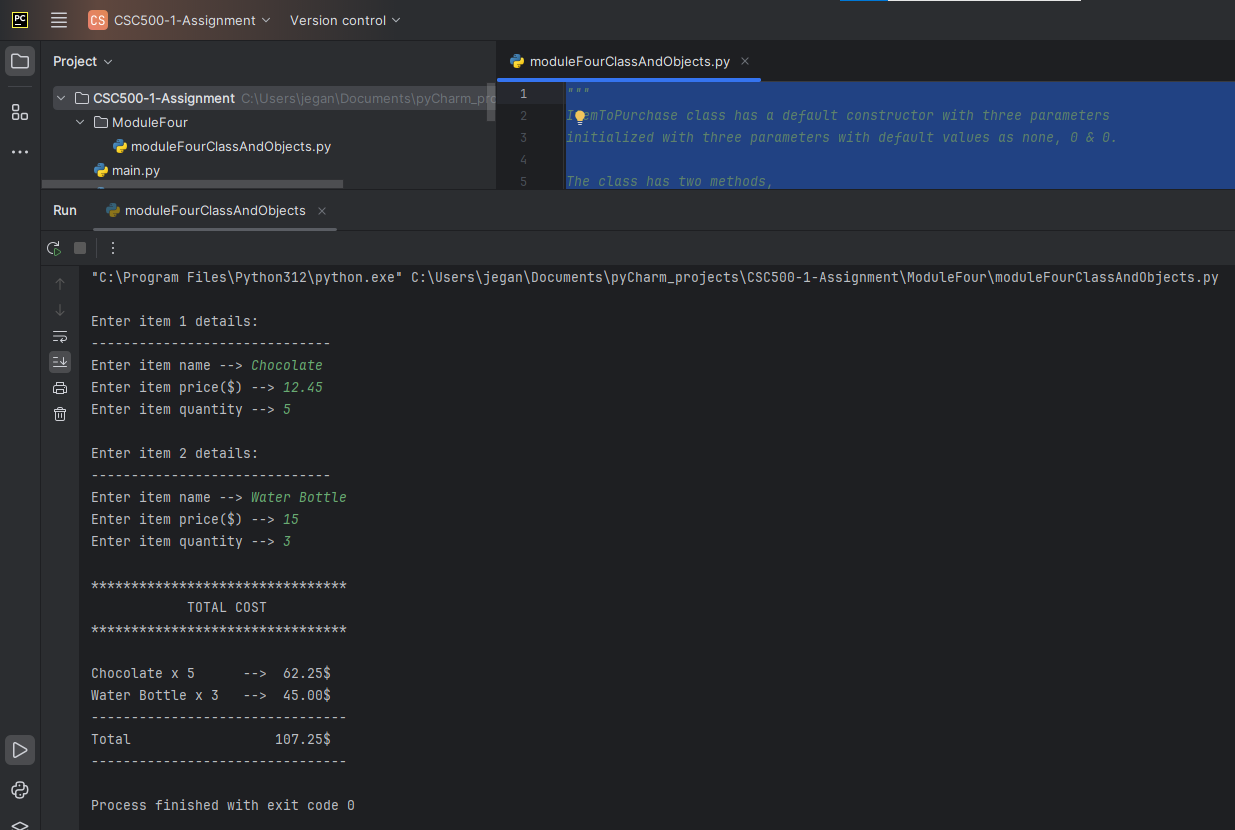 PC CS CSC500-1-Assignment Version control
Project
moduleFourClassAndObjects.py
CSC500-1-Assignment C:\Users\jegan\Documents\pyCharm_pro
ModuleFour
moduleFourClassAndObjects.py
main.py
1 """
2 ItemToPurchase class has a default constructor with three parameters
3 initialized with three parameters with default values as none, 0 & 0.
4
5 The class has two methods,
Run moduleFourClassAndObjects
"C:\Program Files\Python312\python.exe" C:\Users\jegan\Documents\pyCharm_projects\CSC500-1-Assignment\ModuleFour\moduleFourClassAndObjects.py
Enter item 1 details:
------------------------------
Enter item name --> Chocolate
Enter item price($) --> 12.45
Enter item quantity --> 5
Enter item 2 details:
------------------------------
Enter item name --> Water Bottle
Enter item price($) --> 15
Enter item quantity --> 3
********************************
TOTAL COST
********************************
Chocolate x 5      -->  62.25$
Water Bottle x 3   -->  45.00$
--------------------------------
Total                  107.25$
--------------------------------
Process finished with exit code 0